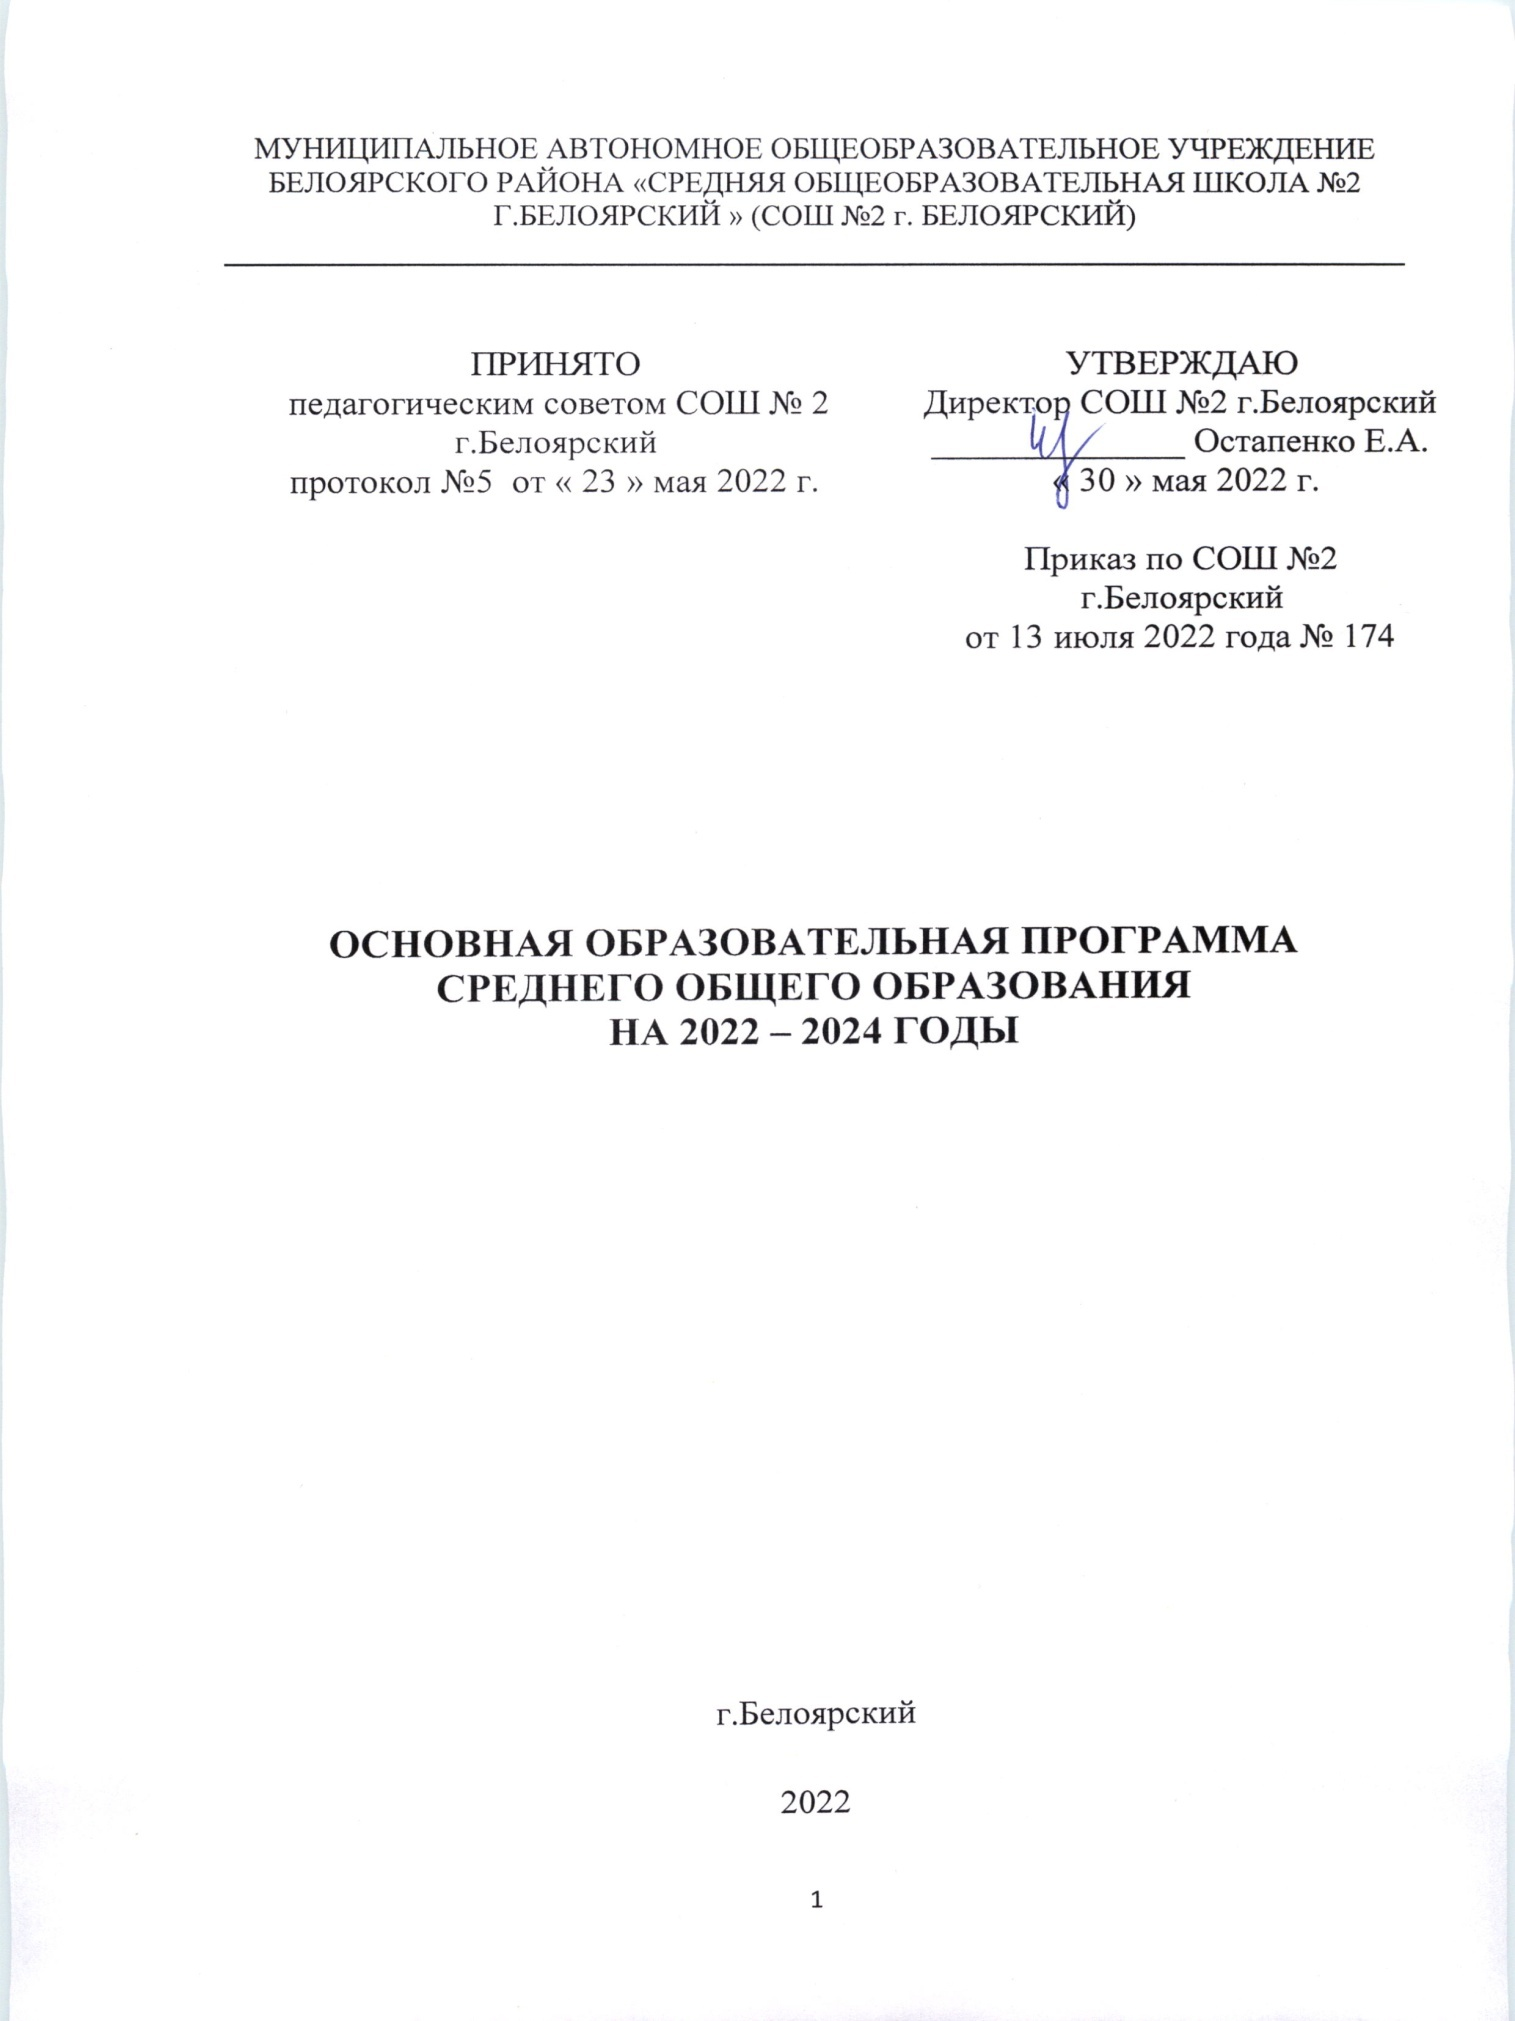 МУНИЦИПАЛЬНОЕ АВТОНОМНОЕ ОБЩЕОБРАЗОВАТЕЛЬНОЕ УЧРЕЖДЕНИЕ
БЕЛОЯРСКОГО РАЙОНА «СРЕДНЯЯ ОБЩЕОБРАЗОВАТЕЛЬНАЯ ШКОЛА №2
Г.БЕЛОЯРСКИЙ » (СОШ №2 г. БЕЛОЯРСКИЙ)
ПРИНЯТО
педагогическим советом СОШ № 2
г.Белоярский
протокол №5 от « 23 » мая 2022 г.
УТВЕРЖДАЮ
Директор СОШ №2 г.Белоярский
Остапенко Е.А.
« 30 » мая 2022 г.
Приказ по СОШ №2
г.Белоярский
от 13 июля 2022 года № 174
ОСНОВНАЯ ОБРАЗОВАТЕЛЬНАЯ ПРОГРАММА
СРЕДНЕГО ОБЩЕГО ОБРАЗОВАНИЯ
НА 2022 – 2024 ГОДЫ
г.Белоярский
2022
1